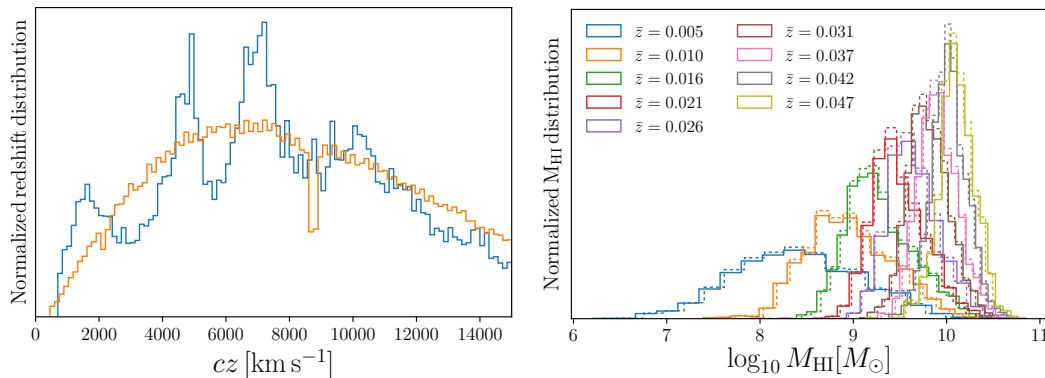 Normalized redshift distribution
0 2000 4000 6000 8000 10000 12000 14000
cz [km s⁻¹]
Normalized M_HI distribution
z̄ = 0.005
z̄ = 0.010
z̄ = 0.016
z̄ = 0.021
z̄ = 0.026
z̄ = 0.031
z̄ = 0.037
z̄ = 0.042
z̄ = 0.047
6 7 8 9 10 11
log₁₀ M_HI[M_⊙]